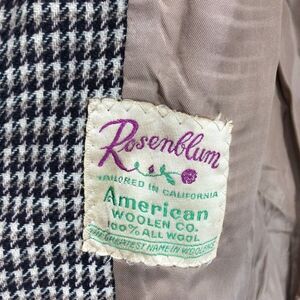 Rosenblum
TAILORED IN CALIFORNIA
American
WOOLEN CO.
100% ALL WOOL
THE GREATEST NAME IN WOOLENS